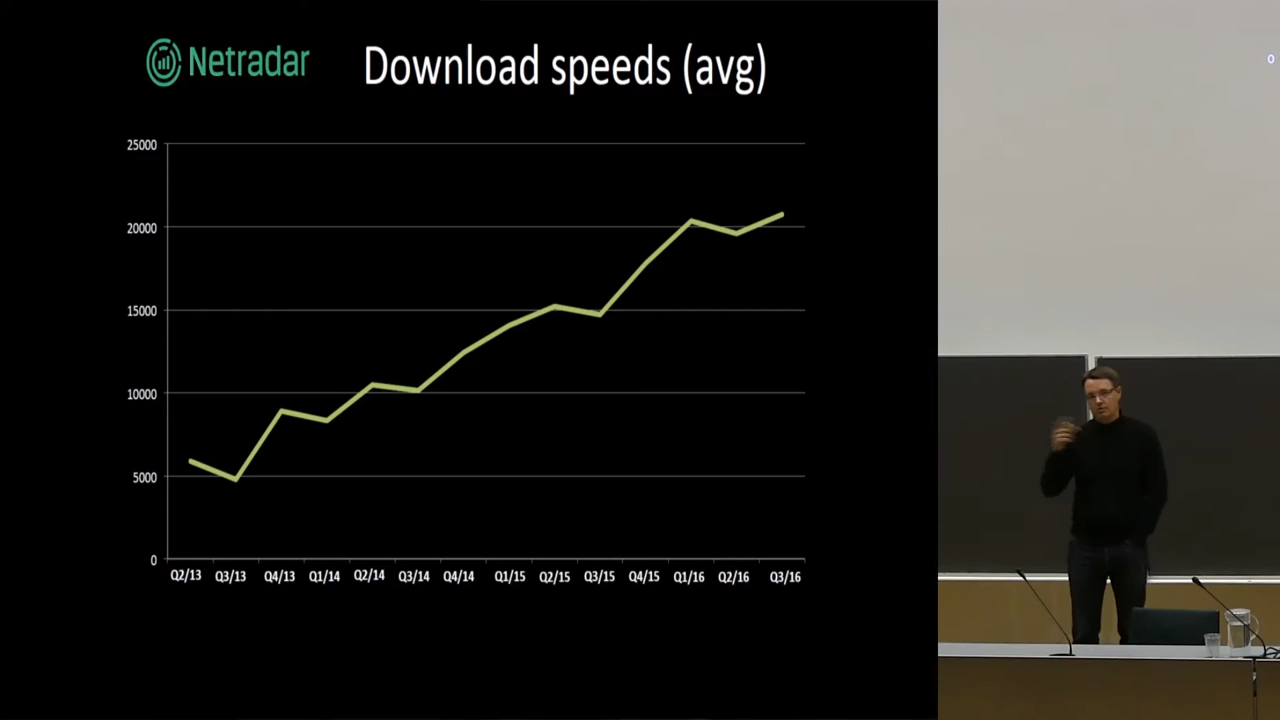 Netradar
Download speeds (avg)
25000
20000
15000
10000
5000
0
Q2/13 Q3/13 Q4/13 Q1/14 Q2/14 Q3/14 Q4/14 Q1/15 Q2/15 Q3/15 Q4/15 Q1/16 Q2/16 Q3/16
0